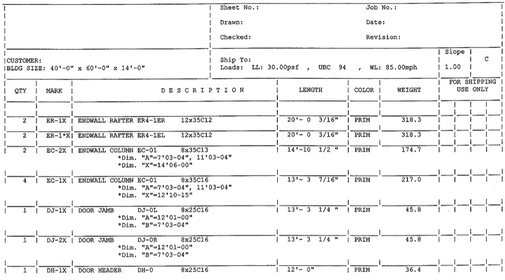 Sheet No.: Job No.:
Drawn: Date:
Checked: Revision:
CUSTOMER: Ship To: Slope C
BLDG SIZE: 40'-0" x 60'-0" x 14'-0" Loads: LL: 30.00psf , UBC 94 , WL: 85.00mph 1.00
FOR SHIPPING
QTY MARK DESCRIPTION LENGTH COLOR WEIGHT USE ONLY
2 ER-1X ENDWALL RAFTER ER4-1ER 12x35C12 20'- 0 3/16" PRIM 318.3
2 ER-1*X ENDWALL RAFTER ER4-1EL 12x35C12 20'- 0 3/16" PRIM 318.3
2 EC-2X ENDWALL COLUMN EC-01 8x35C13 14'-10 1/2 " PRIM 174.7
*Dim. "A"=7'03-04", 11'03-04"
*Dim. "X"=14'06-00"
4 EC-1X ENDWALL COLUMN EC-01 8x35C16 13'- 3 7/16" PRIM 217.0
*Dim. "A"=7'03-04", 11'03-04"
*Dim. "X"=12'10-15"
1 DJ-1X DOOR JAMB DJ-0L 8x25C16 13'- 3 1/4 " PRIM 45.8
*Dim. "A"=12'01-00"
*Dim. "B"=7'03-04"
1 DJ-2X DOOR JAMB DJ-0R 8x25C16 13'- 3 1/4 " PRIM 45.8
*Dim. "A"=12'01-00"
*Dim. "B"=7'03-04"
1 DH-1X DOOR HEADER DH-0 8x25C16 12'- 0" PRIM 36.4